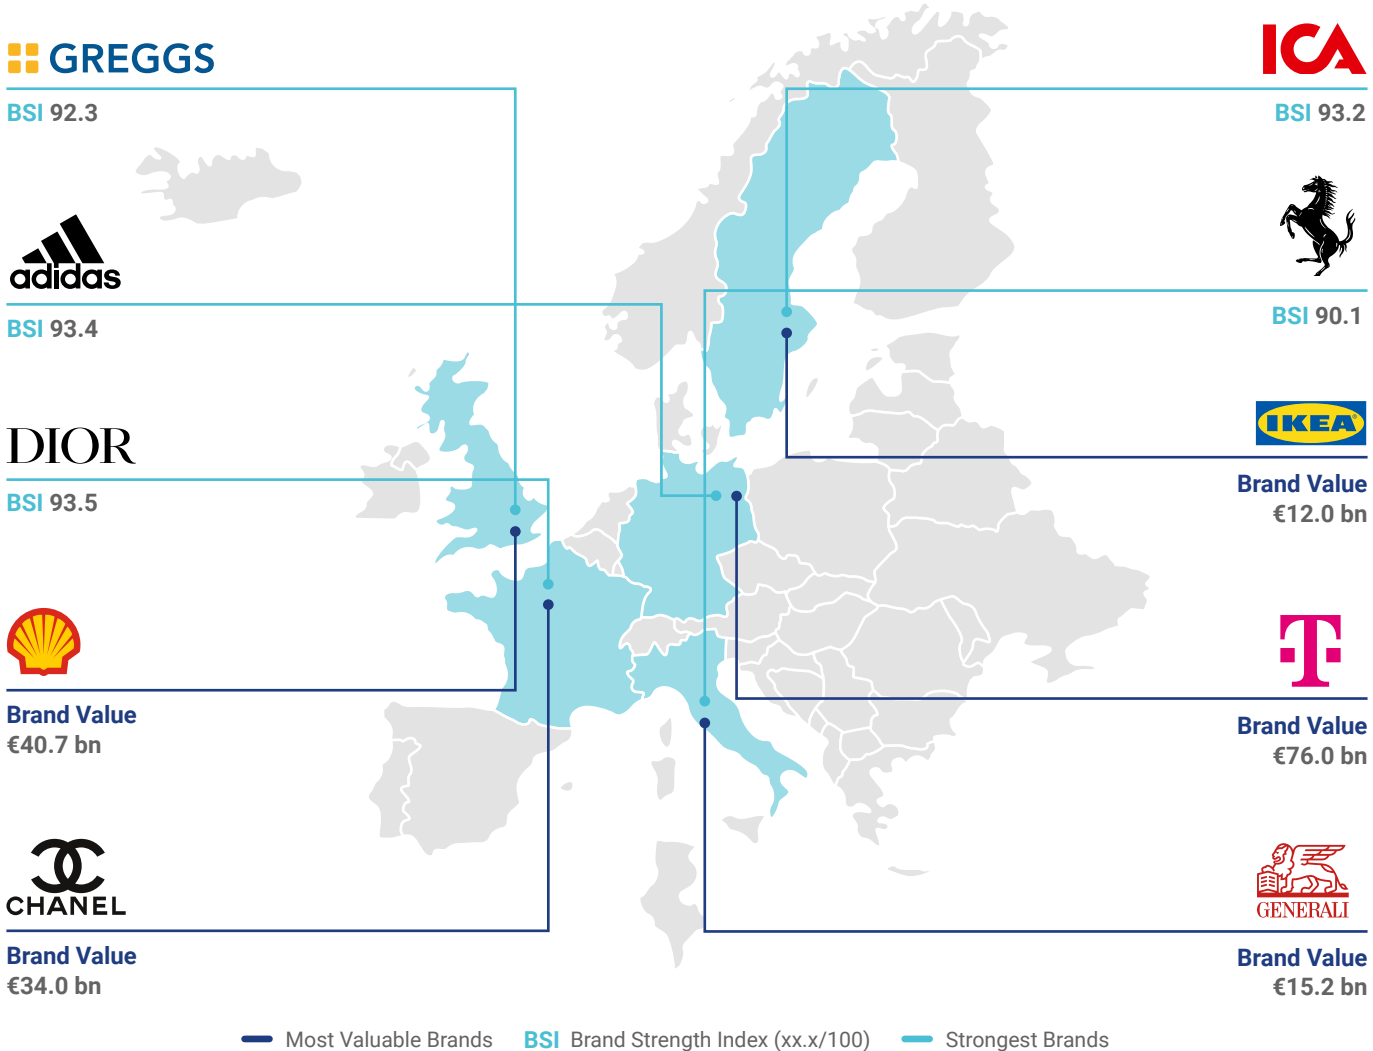 GREGGS
BSI 92.3
adidas
BSI 93.4
DIOR
BSI 93.5
Brand Value
€40.7 bn
CHANEL
Brand Value
€34.0 bn
ICA
BSI 93.2
BSI 90.1
IKEA
Brand Value
€12.0 bn
T
Brand Value
€76.0 bn
GENERALI
Brand Value
€15.2 bn
Most Valuable Brands BSI Brand Strength Index (xx.x/100) Strongest Brands